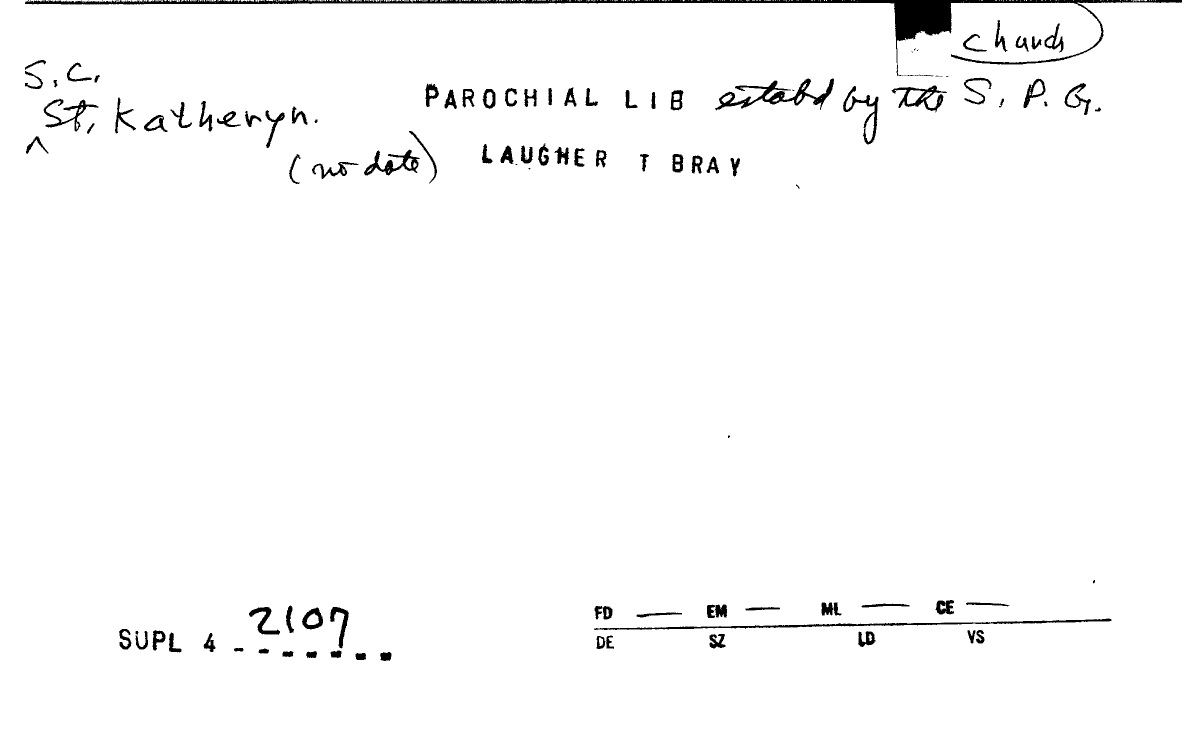 church
S.C.
St. Katheryn. PAROCHIAL LIB estabd by the S. P. G.
^
(no date) LAUGHER T BRAY
SUPL 4 2107
FD — EM — ML — CE —
DE SZ LD VS